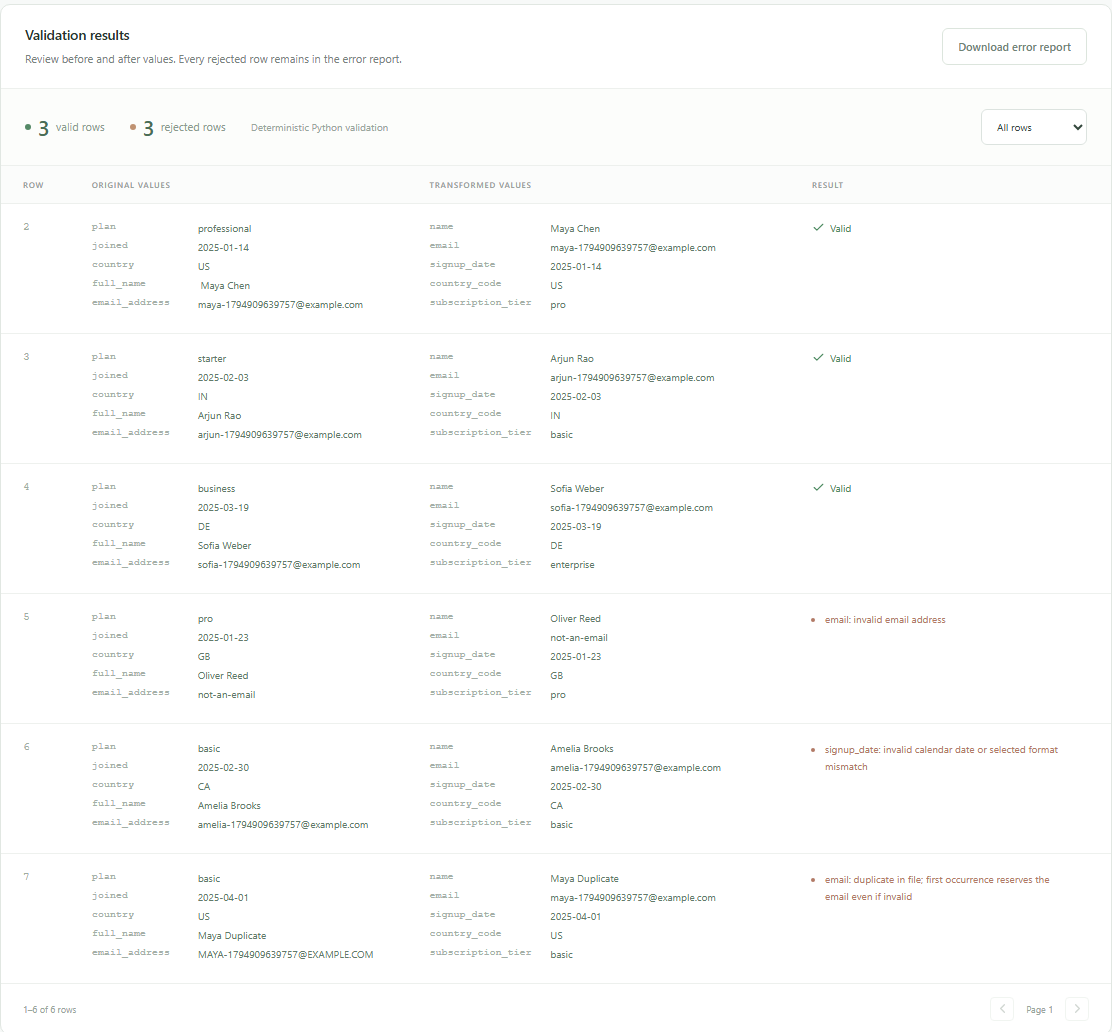 Validation results
Review before and after values. Every rejected row remains in the error report.
Download error report
3 valid rows 3 rejected rows Deterministic Python validation All rows
ROW ORIGINAL VALUES TRANSFORMED VALUES RESULT
2 plan professional name Maya Chen Valid
joined 2025-01-14 email maya-1794909639757@example.com
country US signup_date 2025-01-14
full_name Maya Chen country_code US
email_address maya-1794909639757@example.com subscription_tier pro
3 plan starter name Arjun Rao Valid
joined 2025-02-03 email arjun-1794909639757@example.com
country IN signup_date 2025-02-03
full_name Arjun Rao country_code IN
email_address arjun-1794909639757@example.com subscription_tier basic
4 plan business name Sofia Weber Valid
joined 2025-03-19 email sofia-1794909639757@example.com
country DE signup_date 2025-03-19
full_name Sofia Weber country_code DE
email_address sofia-1794909639757@example.com subscription_tier enterprise
5 plan pro name Oliver Reed email: invalid email address
joined 2025-01-23 email not-an-email
country GB signup_date 2025-01-23
full_name Oliver Reed country_code GB
email_address not-an-email subscription_tier pro
6 plan basic name Amelia Brooks signup_date: invalid calendar date or selected format
joined 2025-02-30 email amelia-1794909639757@example.com mismatch
country CA signup_date 2025-02-30
full_name Amelia Brooks country_code CA
email_address amelia-1794909639757@example.com subscription_tier basic
7 plan basic name Maya Duplicate email: duplicate in file; first occurrence reserves the
joined 2025-04-01 email maya-1794909639757@example.com email even if invalid
country US signup_date 2025-04-01
full_name Maya Duplicate country_code US
email_address MAYA-1794909639757@EXAMPLE.COM subscription_tier basic
1–6 of 6 rows Page 1